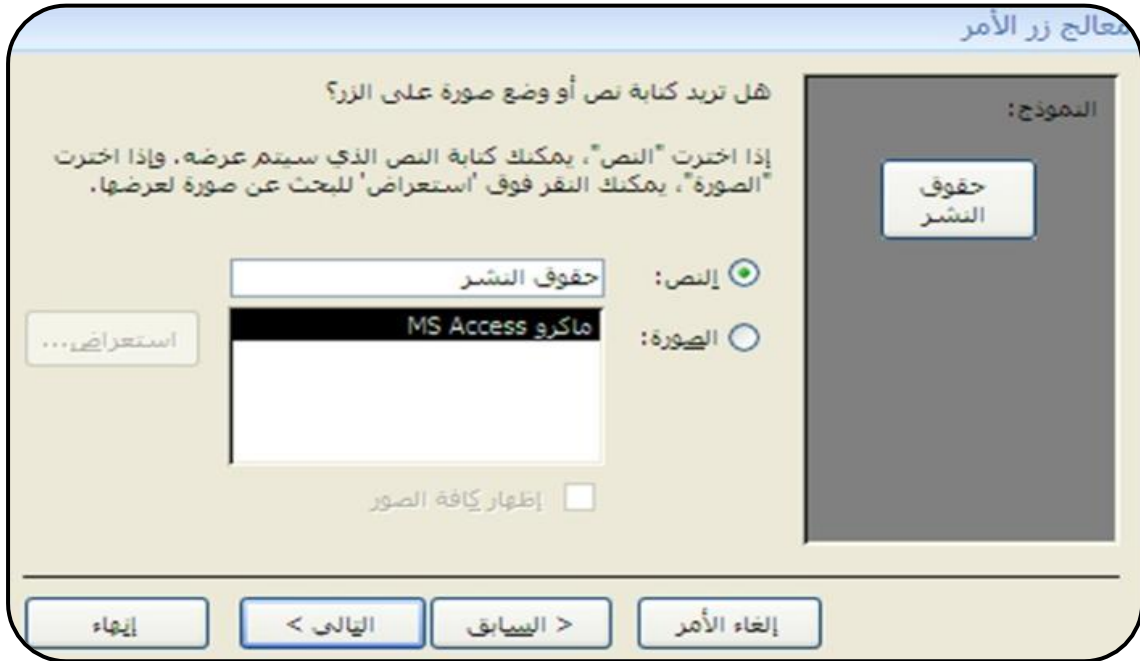 معالج زر الأمر
النموذج:
حقوق
النشر
هل تريد كتابة نص أو وضع صورة على الزر؟
إذا اخترت "النص"، يمكنك كتابة النص الذي سيتم عرضه. وإذا اخترت
"الصورة"، يمكنك النقر فوق 'استعراض' للبحث عن صورة لعرضها.
النص: حقوق النشر
الصورة: ماكرو MS Access استعراض...
إظهار كافة الصور
إلغاء الأمر < السابق التالي > إنهاء